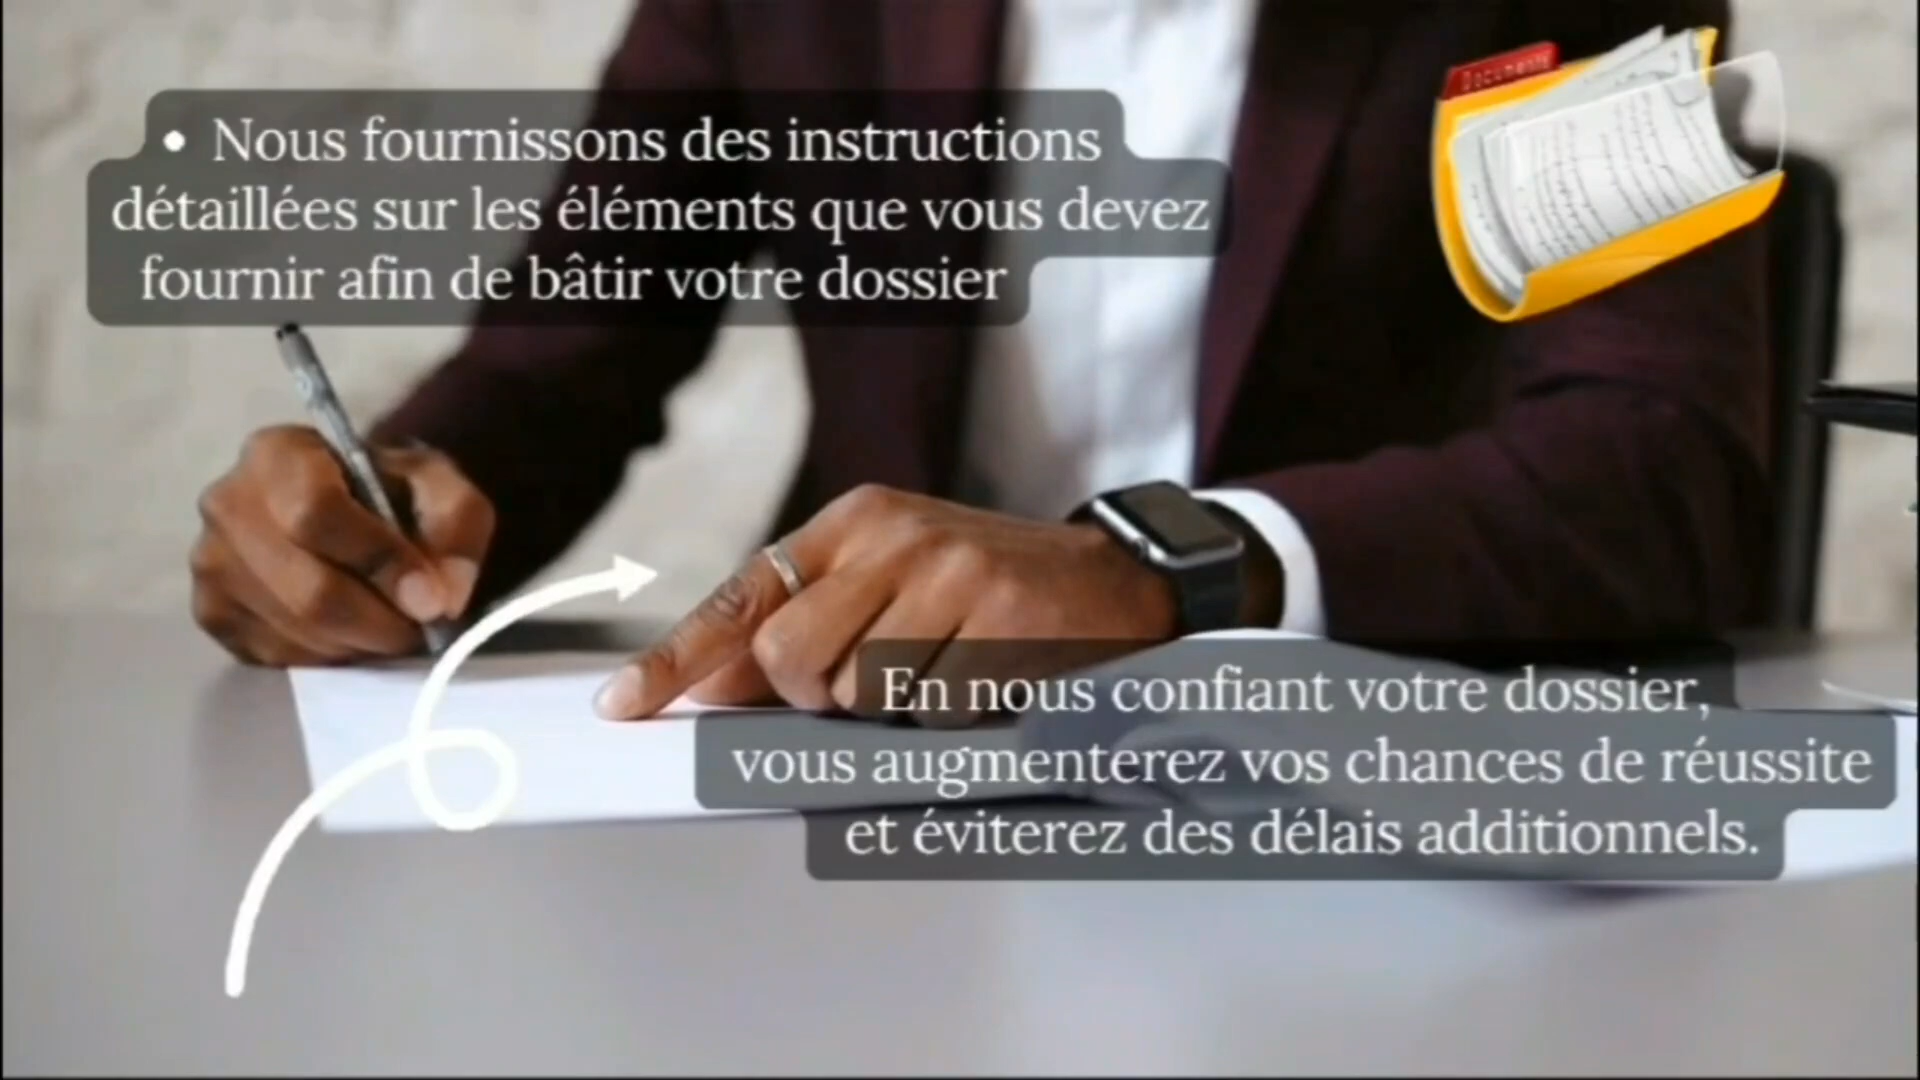 Documents
• Nous fournissons des instructions
détaillées sur les éléments que vous devez
fournir afin de bâtir votre dossier
En nous confiant votre dossier,
vous augmenterez vos chances de réussite
et éviterez des délais additionnels.